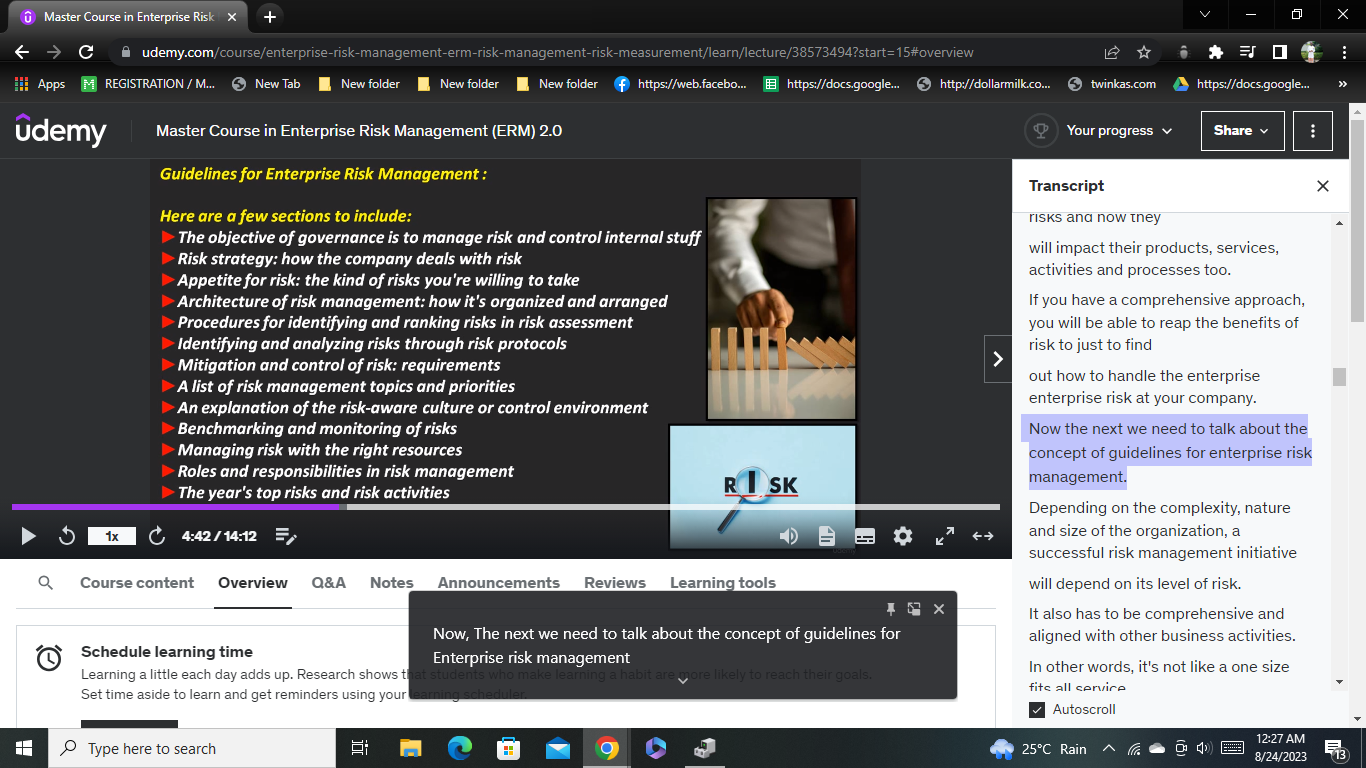 Master Course in Enterprise Risk
udemy.com/course/enterprise-risk-management-erm-risk-management-risk-measurement/learn/lecture/38573494?start=15#overview
Apps
REGISTRATION / M...
New Tab
New folder
New folder
New folder
https://web.facebo...
https://docs.google...
http://dollarmilk.co...
twinkas.com
https://docs.google...
»
ûdemy
Master Course in Enterprise Risk Management (ERM) 2.0
Your progress
Share
Guidelines for Enterprise Risk Management :
Here are a few sections to include:
The objective of governance is to manage risk and control internal stuff
Risk strategy: how the company deals with risk
Appetite for risk: the kind of risks you're willing to take
Architecture of risk management: how it's organized and arranged
Procedures for identifying and ranking risks in risk assessment
Identifying and analyzing risks through risk protocols
Mitigation and control of risk: requirements
A list of risk management topics and priorities
An explanation of the risk-aware culture or control environment
Benchmarking and monitoring of risks
Managing risk with the right resources
Roles and responsibilities in risk management
The year's top risks and risk activities
RISK
1x
4:42 / 14:12
Transcript
risks and how they
will impact their products, services,
activities and processes too.
If you have a comprehensive approach,
you will be able to reap the benefits of
risk to just to find
out how to handle the enterprise
enterprise risk at your company.
Now the next we need to talk about the
concept of guidelines for enterprise risk
management.
Depending on the complexity, nature
and size of the organization, a
successful risk management initiative
will depend on its level of risk.
It also has to be comprehensive and
aligned with other business activities.
In other words, it's not like a one size
fits all service
Autoscroll
Course content
Overview
Q&A
Notes
Announcements
Reviews
Learning tools
Schedule learning time
Learning a little each day adds up. Research shows that students who make learning a habit are more likely to reach their goals.
Set time aside to learn and get reminders using your learning scheduler.
Now, The next we need to talk about the concept of guidelines for
Enterprise risk management
Type here to search
25°C Rain
12:27 AM
8/24/2023
13